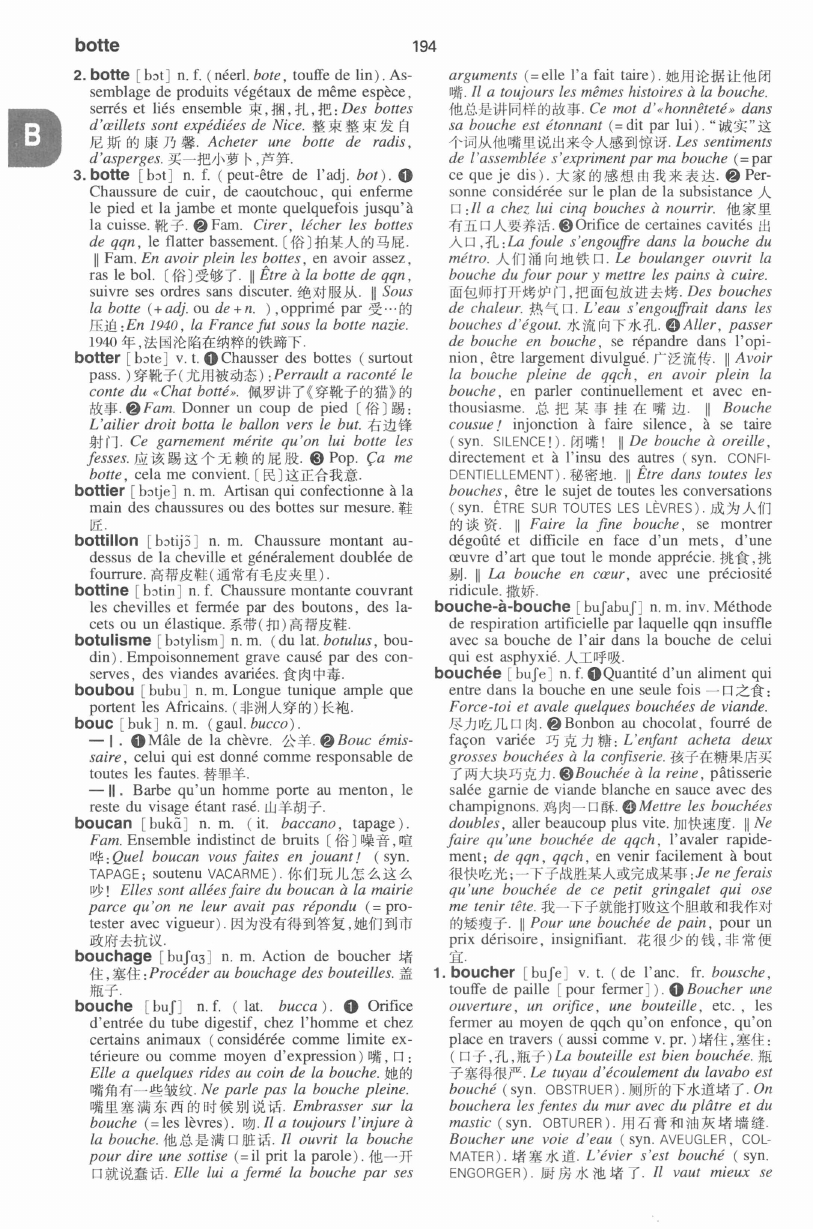 botte
194
B
2. botte [bɔt] n. f. (néerl. bote, touffe de lin). As-
semblage de produits végétaux de même espèce,
serrés et liés ensemble 束,捆,扎,把: Des bottes
d'œillets sont expédiées de Nice. 整束整束发自
尼斯的康乃馨. Acheter une botte de radis,
d'asperges. 买一把小萝卜,芦笋.
3. botte [bɔt] n. f. (peut-être de l'adj. bot). ❶
Chaussure de cuir, de caoutchouc, qui enferme
le pied et la jambe et monte quelquefois jusqu'à
la cuisse. 靴子. ❷ Fam. Cirer, lécher les bottes
de qqn, le flatter bassement. 〔俗〕拍某人的马屁.
‖ Fam. En avoir plein les bottes, en avoir assez,
ras le bol. 〔俗〕受够了. ‖ Être à la botte de qqn,
suivre ses ordres sans discuter. 绝对服从. ‖ Sous
la botte (+ adj. ou de + n. ), opprimé par 受…的
压迫: En 1940, la France fut sous la botte nazie.
1940 年,法国沦陷在纳粹的铁蹄下.
botter [bɔte] v. t. ❶ Chausser des bottes (surtout
pass. )穿靴子(尤用被动态): Perrault a raconté le
conte du «Chat botté». 佩罗讲了《穿靴子的猫》的
故事. ❷ Fam. Donner un coup de pied 〔俗〕踢:
L'ailier droit botta le ballon vers le but. 右边锋
射门. Ce garnement mérite qu'on lui botte les
fesses. 应该踢这个无赖的屁股. ❸ Pop. Ça me
botte, cela me convient. 〔民〕这正合我意.
bottier [bɔtje] n. m. Artisan qui confectionne à la
main des chaussures ou des bottes sur mesure. 鞋
匠.
bottillon [bɔtijɔ̃] n. m. Chaussure montant au-
dessus de la cheville et généralement doublée de
fourrure. 高帮皮鞋(通常有毛皮夹里).
bottine [bɔtin] n. f. Chaussure montante couvrant
les chevilles et fermée par des boutons, des la-
cets ou un élastique. 系带(扣)高帮皮鞋.
botulisme [bɔtylism] n. m. (du lat. botulus, bou-
din). Empoisonnement grave causé par des con-
serves, des viandes avariées. 食肉中毒.
boubou [bubu] n. m. Longue tunique ample que
portent les Africains. (非洲人穿的)长袍.
bouc [buk] n. m. (gaul. bucco).
— I. ❶ Mâle de la chèvre. 公羊. ❷ Bouc émis-
saire, celui qui est donné comme responsable de
toutes les fautes. 替罪羊.
— II. Barbe qu'un homme porte au menton, le
reste du visage étant rasé. 山羊胡子.
boucan [bukɑ̃] n. m. (it. baccano, tapage).
Fam. Ensemble indistinct de bruits 〔俗〕噪音,喧
哗: Quel boucan vous faites en jouant! (syn.
TAPAGE; soutenu VACARME). 你们玩儿怎么这么
吵! Elles sont allées faire du boucan à la mairie
parce qu'on ne leur avait pas répondu (= pro-
tester avec vigueur). 因为没有得到答复,她们到市
政府去抗议.
bouchage [buʃɑʒ] n. m. Action de boucher 堵
住,塞住: Procéder au bouchage des bouteilles. 盖
瓶子.
bouche [buʃ] n. f. (lat. bucca). ❶ Orifice
d'entrée du tube digestif, chez l'homme et chez
certains animaux (considérée comme limite ex-
térieure ou comme moyen d'expression) 嘴,口:
Elle a quelques rides au coin de la bouche. 她的
嘴角有一些皱纹. Ne parle pas la bouche pleine.
嘴里塞满东西的时候别说话. Embrasser sur la
bouche (= les lèvres). 吻. Il a toujours l'injure à
la bouche. 他总是满口脏话. Il ouvrit la bouche
pour dire une sottise (= il prit la parole). 他一开
口就说蠢话. Elle lui a fermé la bouche par ses
arguments (= elle l'a fait taire). 她用论据让他闭
嘴. Il a toujours les mêmes histoires à la bouche.
他总是讲同样的故事. Ce mot d'«honnêteté» dans
sa bouche est étonnant (= dit par lui). “诚实”这
个词从他嘴里说出来令人感到惊讶. Les sentiments
de l'assemblée s'expriment par ma bouche (= par
ce que je dis). 大家的感想由我来表达. ❷ Per-
sonne considérée sur le plan de la subsistance 人
口: Il a chez lui cinq bouches à nourrir. 他家里
有五口人要养活. ❸ Orifice de certaines cavités 出
入口,孔: La foule s'engouffre dans la bouche du
métro. 人们涌向地铁口. Le boulanger ouvrit la
bouche du four pour y mettre les pains à cuire.
面包师打开烤炉门,把面包放进去烤. Des bouches
de chaleur. 热气口. L'eau s'engouffrait dans les
bouches d'égout. 水流向下水孔. ❹ Aller, passer
de bouche en bouche, se répandre dans l'opi-
nion, être largement divulgué. 广泛流传. ‖ Avoir
la bouche pleine de qqch, en avoir plein la
bouche, en parler continuellement et avec en-
thousiasme. 总把某事挂在嘴边. ‖ Bouche
cousue! injonction à faire silence, à se taire
(syn. SILENCE!). 闭嘴! ‖ De bouche à oreille,
directement et à l'insu des autres (syn. CONFI-
DENTIELLEMENT). 秘密地. ‖ Être dans toutes les
bouches, être le sujet de toutes les conversations
(syn. ÊTRE SUR TOUTES LES LÈVRES). 成为人们
的谈资. ‖ Faire la fine bouche, se montrer
dégoûté et difficile en face d'un mets, d'une
œuvre d'art que tout le monde apprécie. 挑食,挑
剔. ‖ La bouche en cœur, avec une préciosité
ridicule. 撒娇.
bouche-à-bouche [buʃabuʃ] n. m. inv. Méthode
de respiration artificielle par laquelle qqn insuffle
avec sa bouche de l'air dans la bouche de celui
qui est asphyxié. 人工呼吸.
bouchée [buʃe] n. f. ❶ Quantité d'un aliment qui
entre dans la bouche en une seule fois 一口之食:
Force-toi et avale quelques bouchées de viande.
尽力吃几口肉. ❷ Bonbon au chocolat, fourré de
façon variée 巧克力糖: L'enfant acheta deux
grosses bouchées à la confiserie. 孩子在糖果店买
了两大块巧克力. ❸ Bouchée à la reine, pâtisserie
salée garnie de viande blanche en sauce avec des
champignons. 鸡肉一口酥. ❹ Mettre les bouchées
doubles, aller beaucoup plus vite. 加快速度. ‖ Ne
faire qu'une bouchée de qqch, l'avaler rapide-
ment; de qqn, qqch, en venir facilement à bout
很快吃光;一下子战胜某人或完成某事: Je ne ferais
qu'une bouchée de ce petit gringalet qui ose
me tenir tête. 我一下子就能打败这个胆敢和我作对
的矮瘦子. ‖ Pour une bouchée de pain, pour un
prix dérisoire, insignifiant. 花很少的钱,非常便
宜.
1. boucher [buʃe] v. t. (de l'anc. fr. bousche,
touffe de paille [pour fermer]). ❶ Boucher une
ouverture, un orifice, une bouteille, etc. , les
fermer au moyen de qqch qu'on enfonce, qu'on
place en travers (aussi comme v. pr. )堵住,塞住:
(口子,孔,瓶子) La bouteille est bien bouchée. 瓶
子塞得很严. Le tuyau d'écoulement du lavabo est
bouché (syn. OBSTRUER). 厕所的下水道堵了. On
bouchera les fentes du mur avec du plâtre et du
mastic (syn. OBTURER). 用石膏和油灰堵墙缝.
Boucher une voie d'eau (syn. AVEUGLER, COL-
MATER). 堵塞水道. L'évier s'est bouché (syn.
ENGORGER). 厨房水池堵了. Il vaut mieux se